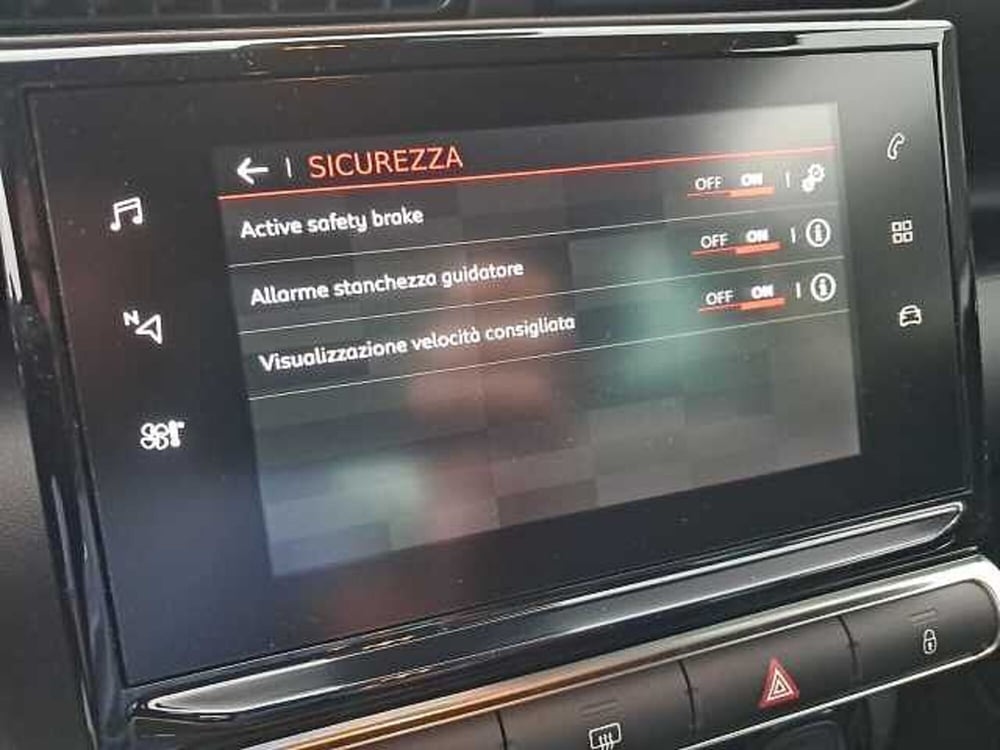 SICUREZZA
Active safety brake OFF ON
Allarme stanchezza guidatore OFF ON
Visualizzazione velocità consigliata OFF ON
N